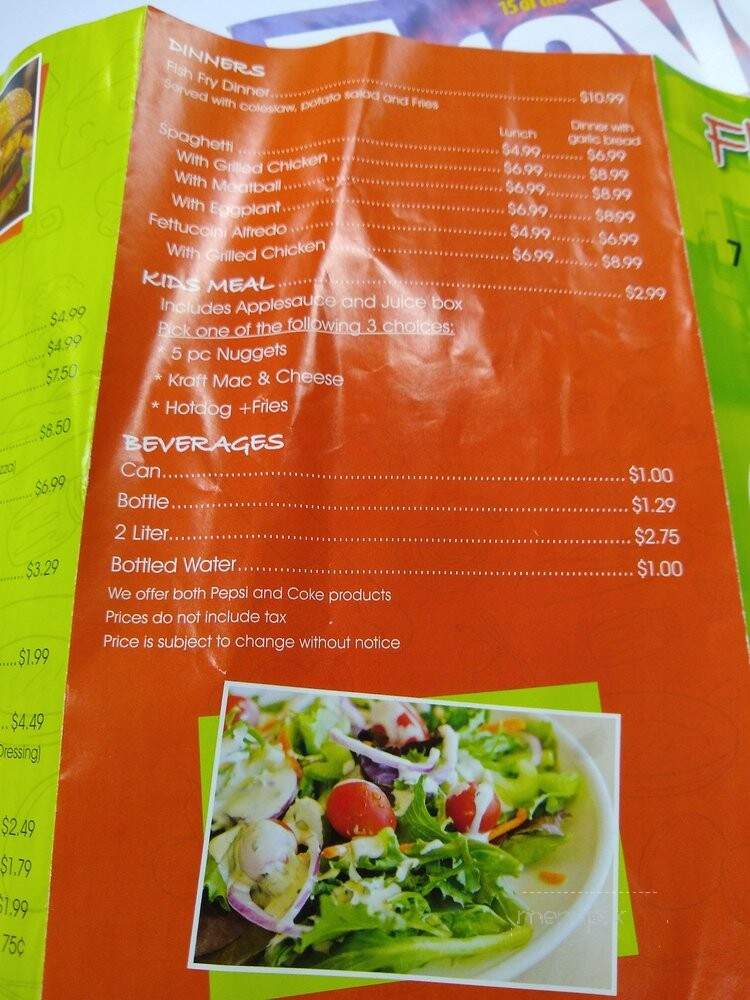 15 of the
DINNERS
Fish Fry Dinner.......... $10.99
Served with coleslaw, potato salad and Fries
Lunch Dinner with
garlic bread
Spaghetti .......... $4.99 .......... $6.99
With Grilled Chicken .......... $6.99 .......... $8.99
With Meatball .......... $6.99 .......... $8.99
With Eggplant .......... $6.99 .......... $8.99
Fettuccini Alfredo .......... $4.99 .......... $6.99
With Grilled Chicken .......... $6.99 .......... $8.99
KIDS MEAL .......... $2.99
Includes Applesauce and Juice box
Pick one of the following 3 choices:
* 5 pc Nuggets
* Kraft Mac & Cheese
* Hotdog +Fries
BEVERAGES
Can.......... $1.00
Bottle.......... $1.29
2 Liter.......... $2.75
Bottled Water.......... $1.00
We offer both Pepsi and Coke products
Prices do not include tax
Price is subject to change without notice
$4.99
$4.99
$7.50
$8.50
$6.99
$3.29
$1.99
$4.49
Dressing)
$2.49
$1.79
$1.99
75¢
7